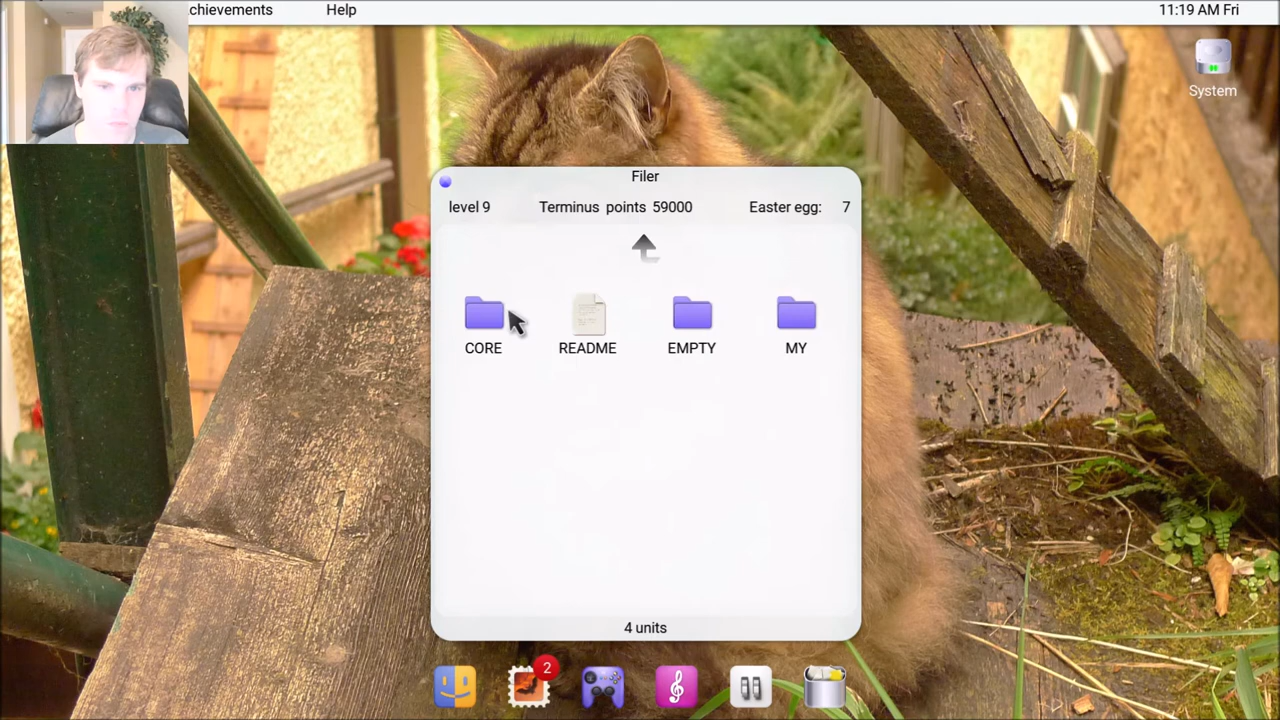 chievements Help 11:19 AM Fri
System
Filer
level 9 Terminus points 59000 Easter egg: 7
CORE README EMPTY MY
4 units
2